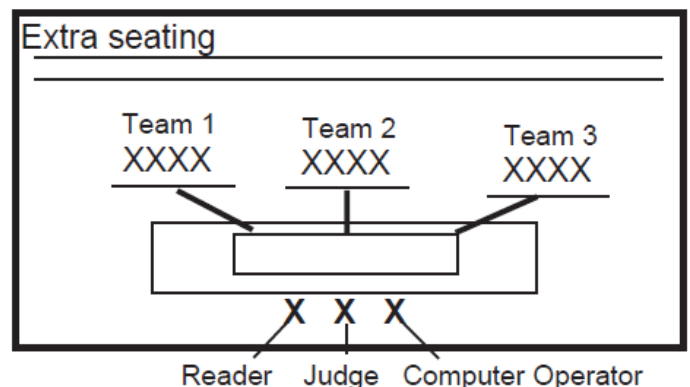 Extra seating
Team 1 Team 2 Team 3
XXXX XXXX XXXX
X X X
Reader Judge Computer Operator